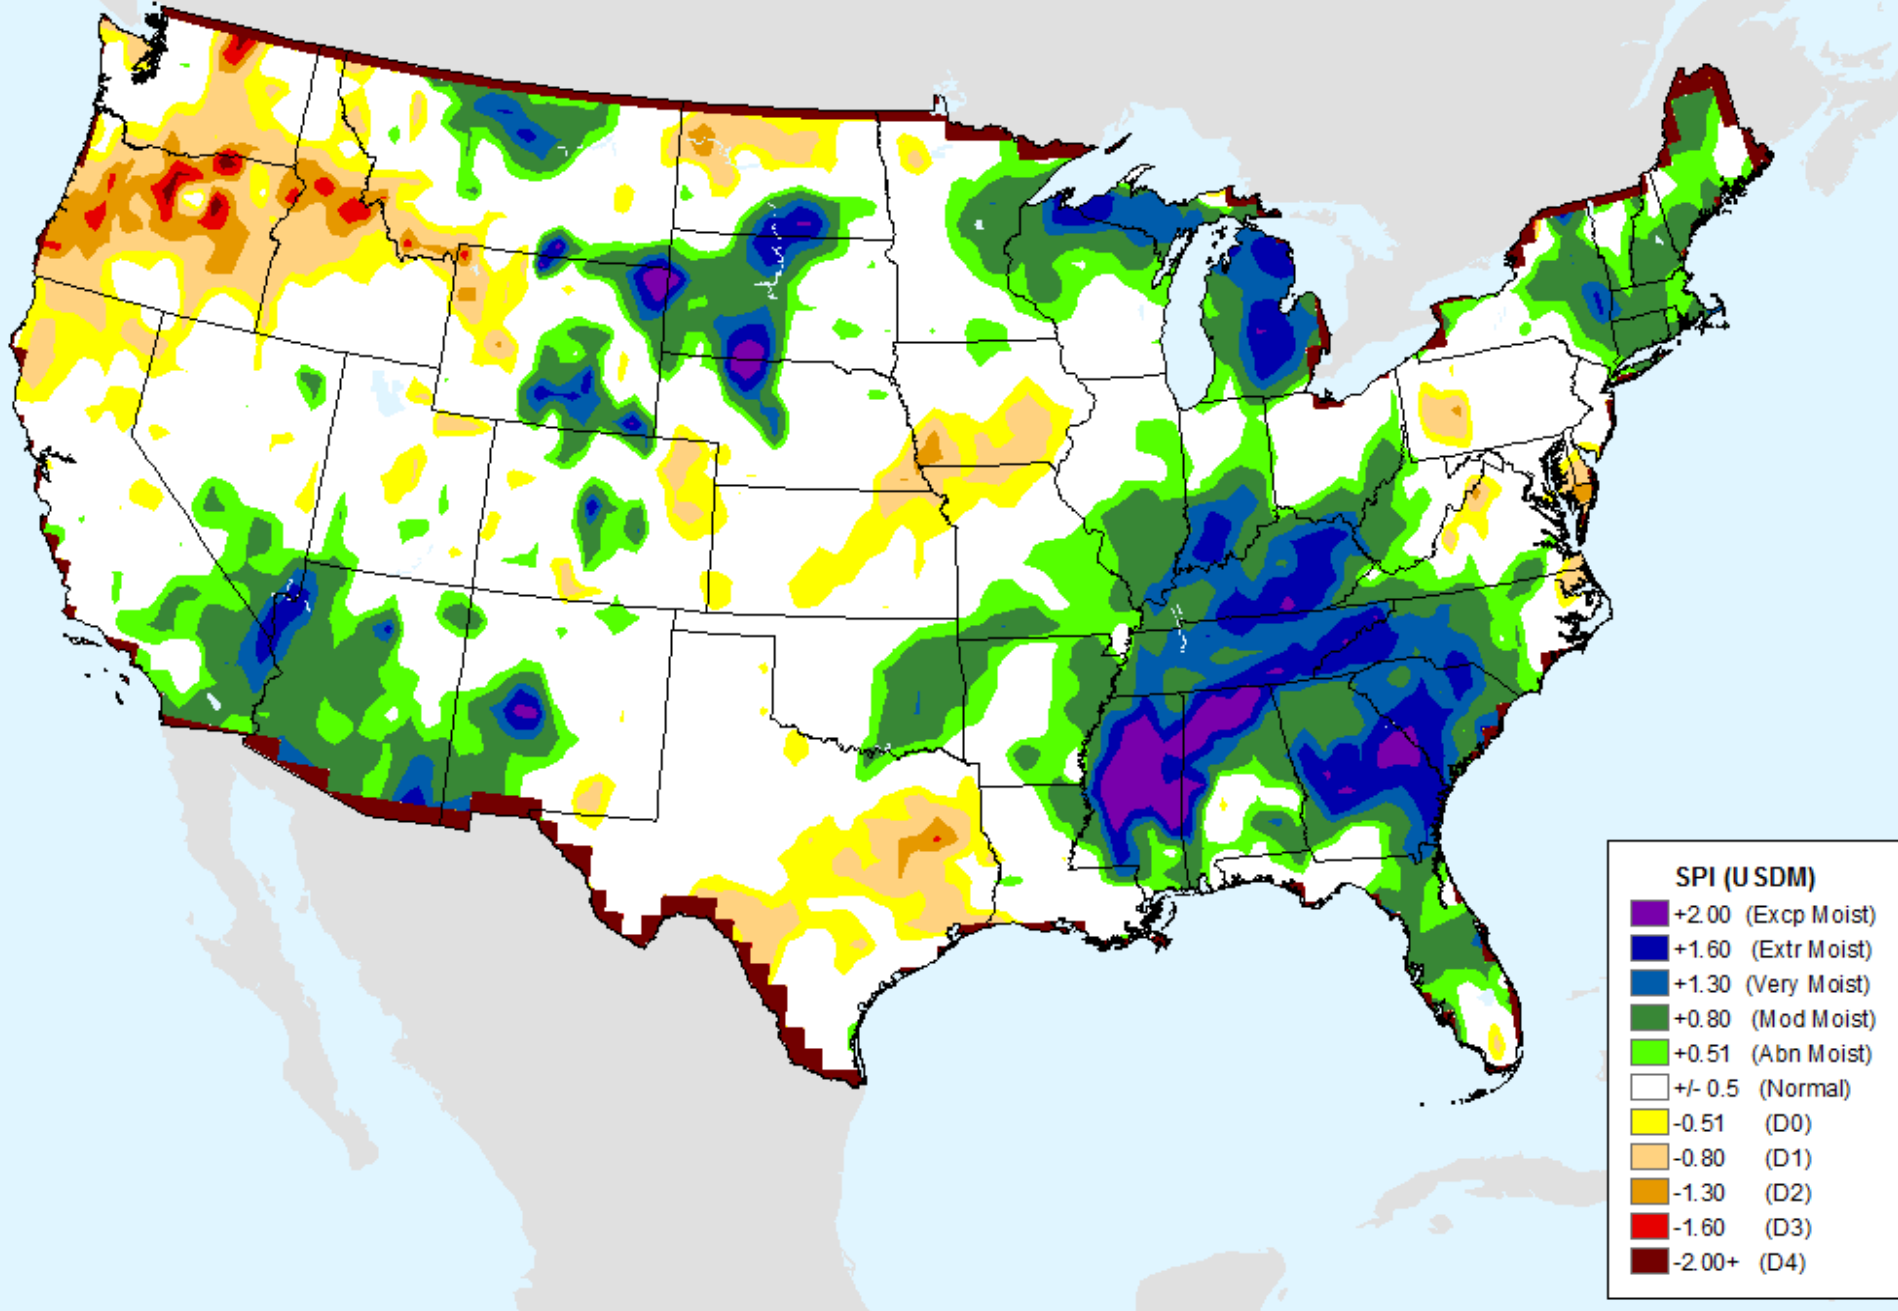 SPI (USDM)
+2.00 (Excp Moist)
+1.60 (Extr Moist)
+1.30 (Very Moist)
+0.80 (Mod Moist)
+0.51 (Abn Moist)
+/- 0.5 (Normal)
-0.51 (D0)
-0.80 (D1)
-1.30 (D2)
-1.60 (D3)
-2.00+ (D4)